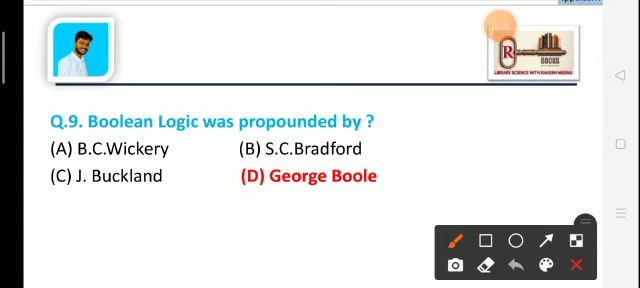 R
BOOKS
LIBRARY SCIENCE WITH RAKESH MEENA
Q.9. Boolean Logic was propounded by ?
(A) B.C.Wickery (B) S.C.Bradford
(C) J. Buckland (D) George Boole